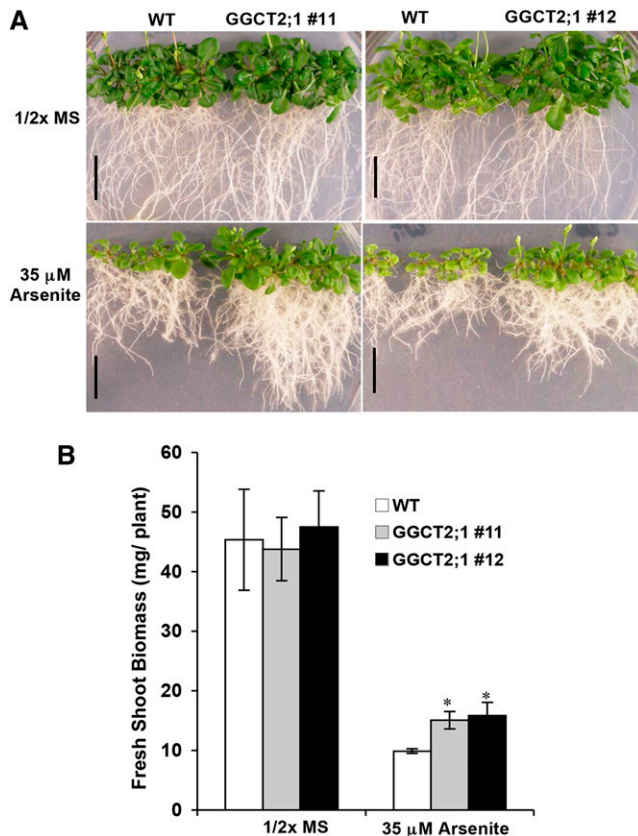 A
WT GGCT2;1 #11 WT GGCT2;1 #12
1/2x MS
35 μM
Arsenite
B
Fresh Shoot Biomass (mg/ plant)
60
50
40
30
20
10
0
WT
GGCT2;1 #11
GGCT2;1 #12
* *
1/2x MS 35 μM Arsenite